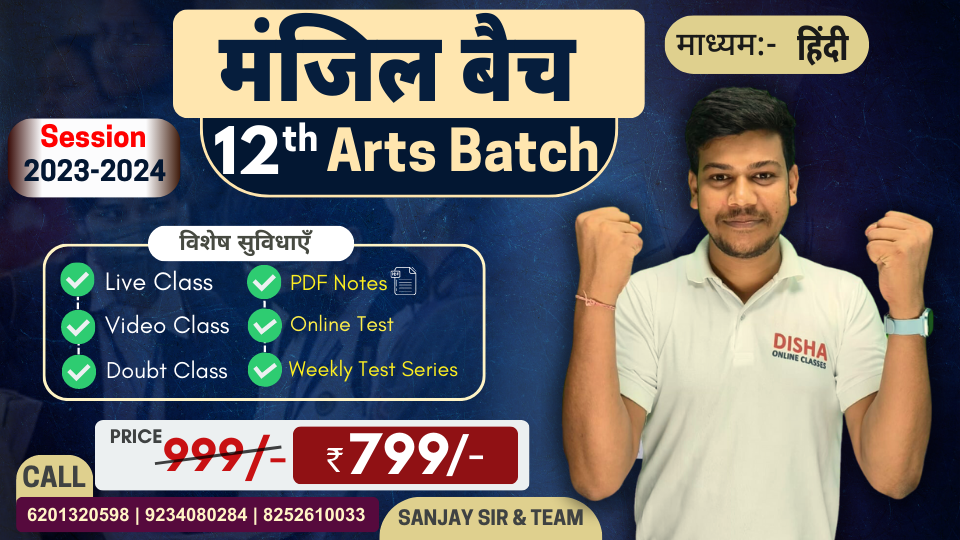 मंजिल बैच
माध्यम:- हिंदी
12th Arts Batch
Session
2023-2024
विशेष सुविधाएँ
Live Class
PDF Notes
Video Class
Online Test
Doubt Class
Weekly Test Series
DISHA
ONLINE CLASSES
PRICE 999/-
₹ 799/-
CALL
6201320598 | 9234080284 | 8252610033
SANJAY SIR & TEAM